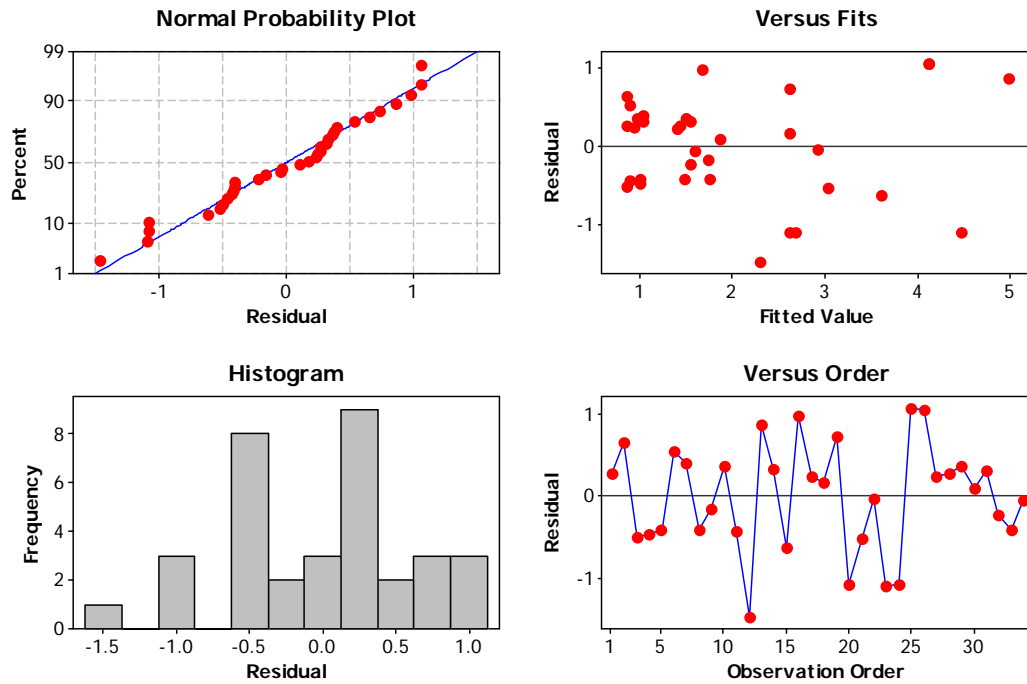 Normal Probability Plot
99
90
50
10
1
Percent
-1 0 1
Residual
Versus Fits
1
0
-1
Residual
1 2 3 4 5
Fitted Value
Histogram
8
6
4
2
0
Frequency
-1.5 -1.0 -0.5 0.0 0.5 1.0
Residual
Versus Order
1
0
-1
Residual
1 5 10 15 20 25 30
Observation Order